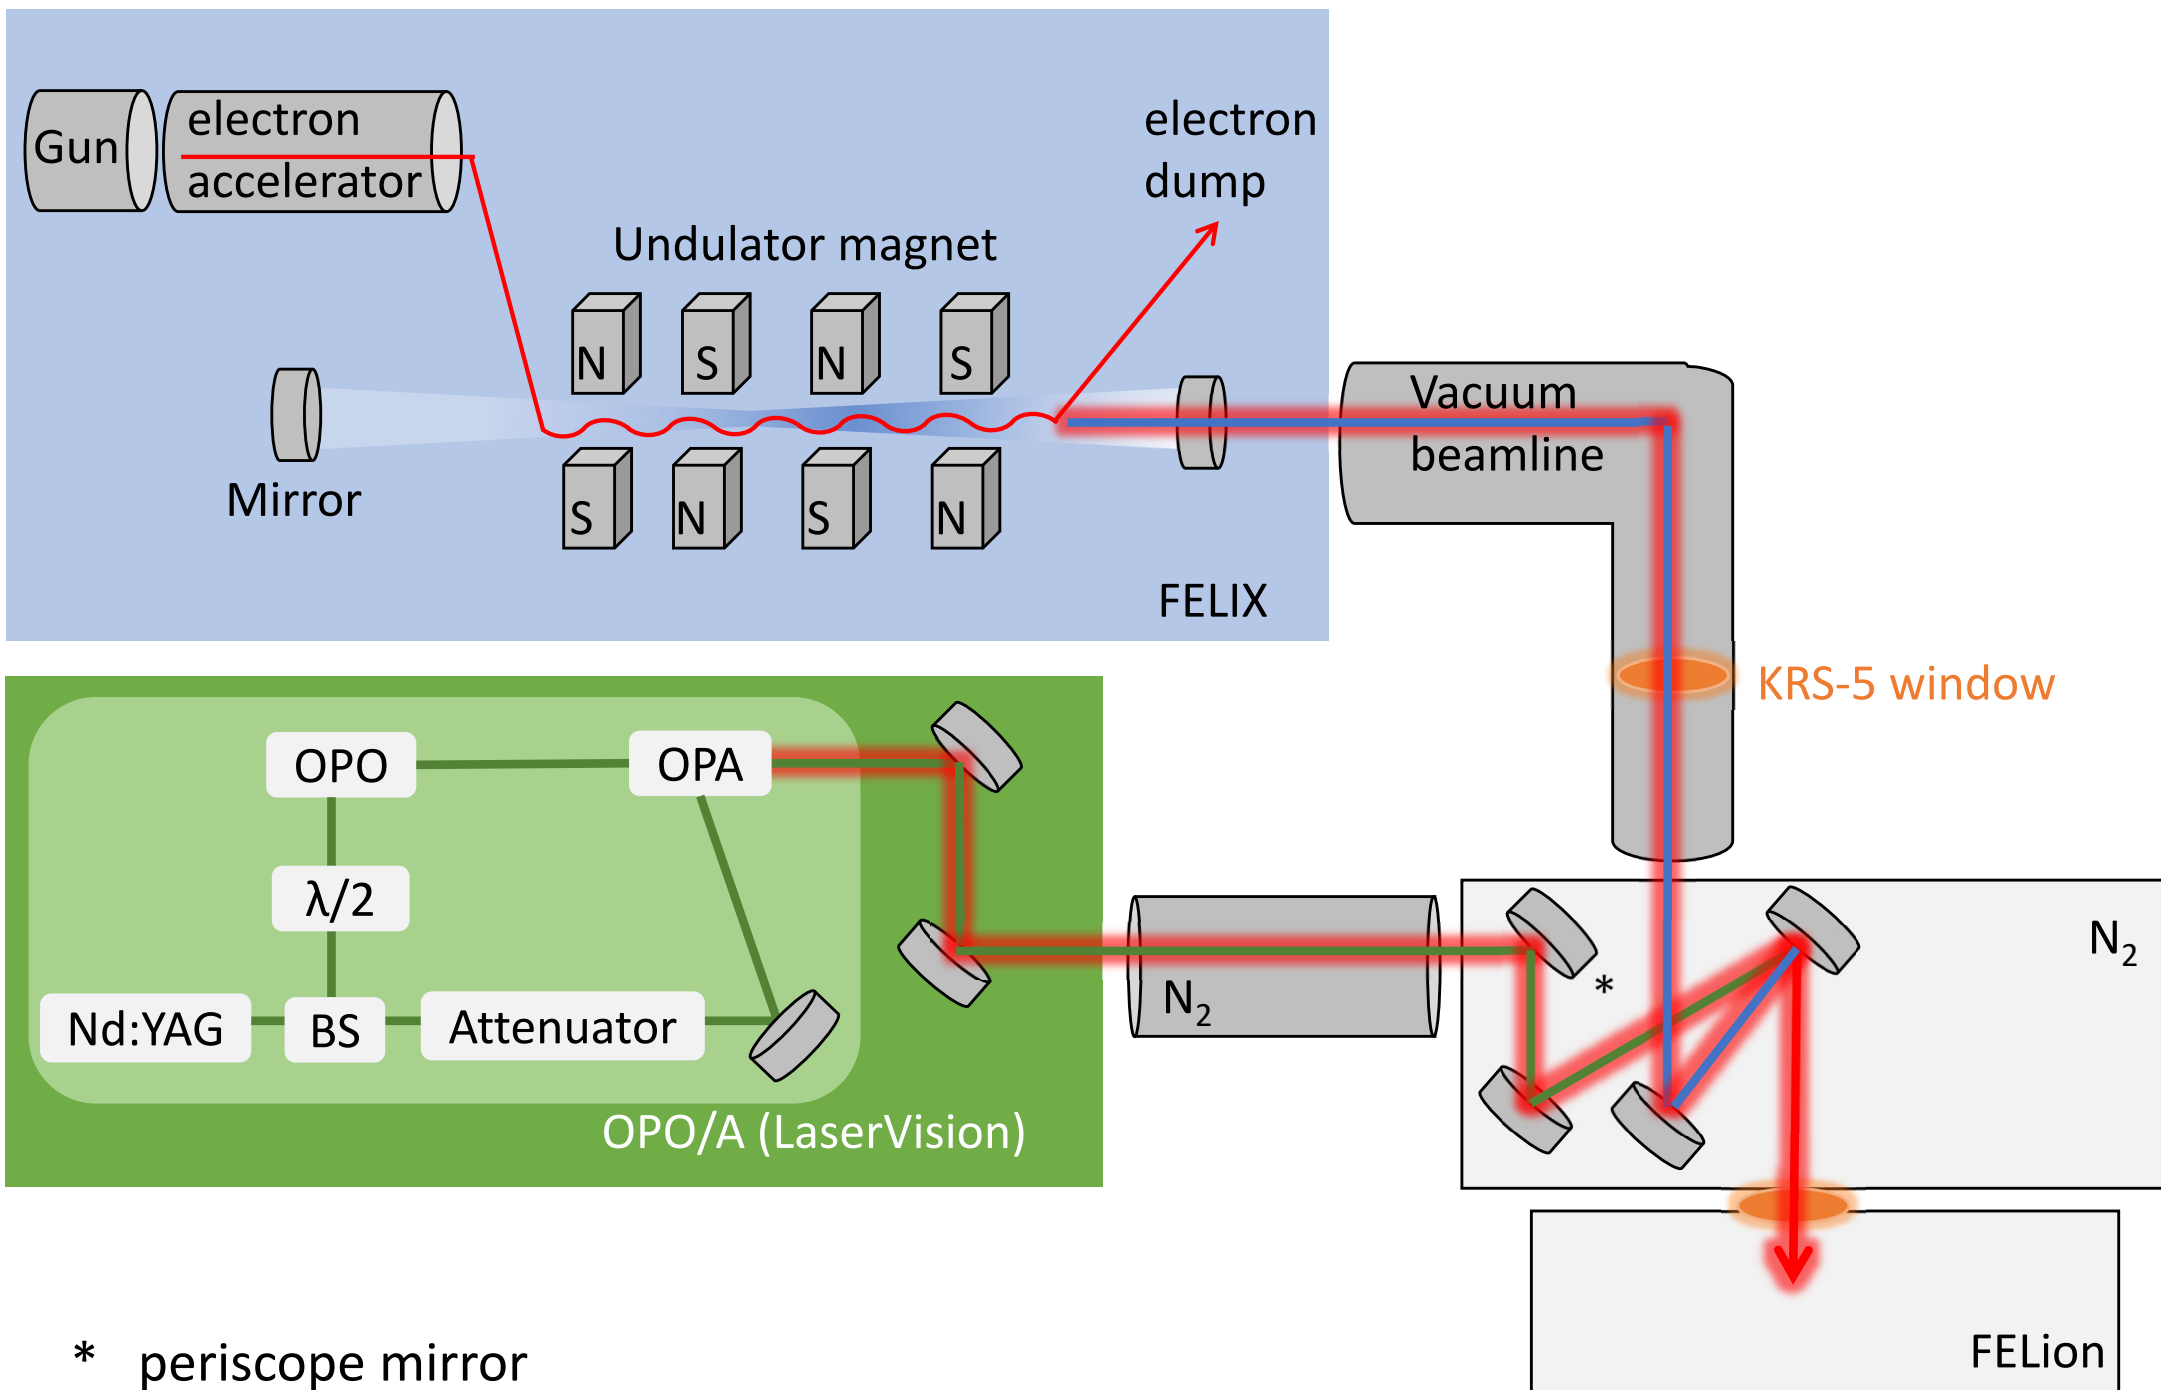 Gun
electron
accelerator
electron
dump
Undulator magnet
N
S
N
S
Mirror
S
N
S
N
FELIX
Vacuum
beamline
KRS-5 window
OPO
OPA
λ/2
Nd:YAG
BS
Attenuator
OPO/A (LaserVision)
N₂
*
N₂
FELion
* periscope mirror